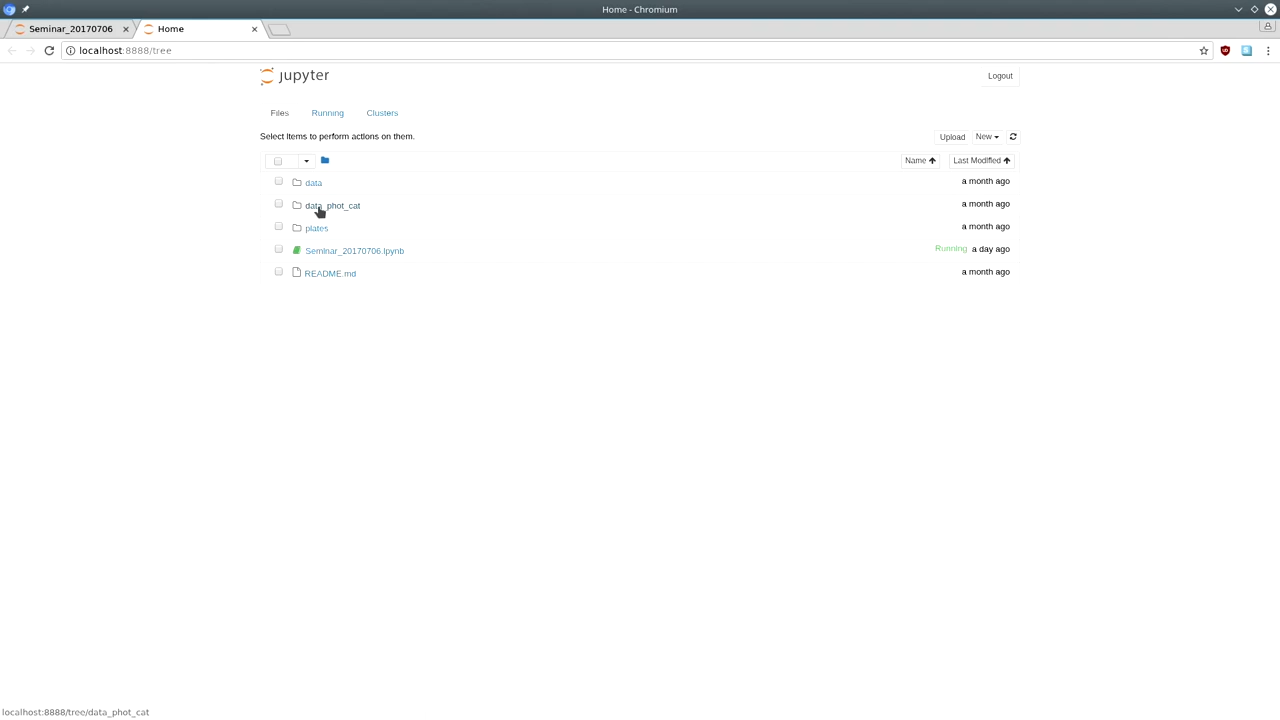 Home - Chromium
Seminar_20170706
Home
localhost:8888/tree
jupyter
Logout
Files Running Clusters
Select items to perform actions on them.
Upload New
Name Last Modified
data a month ago
data_phot_cat a month ago
plates a month ago
Seminar_20170706.ipynb Running a day ago
README.md a month ago
localhost:8888/tree/data_phot_cat